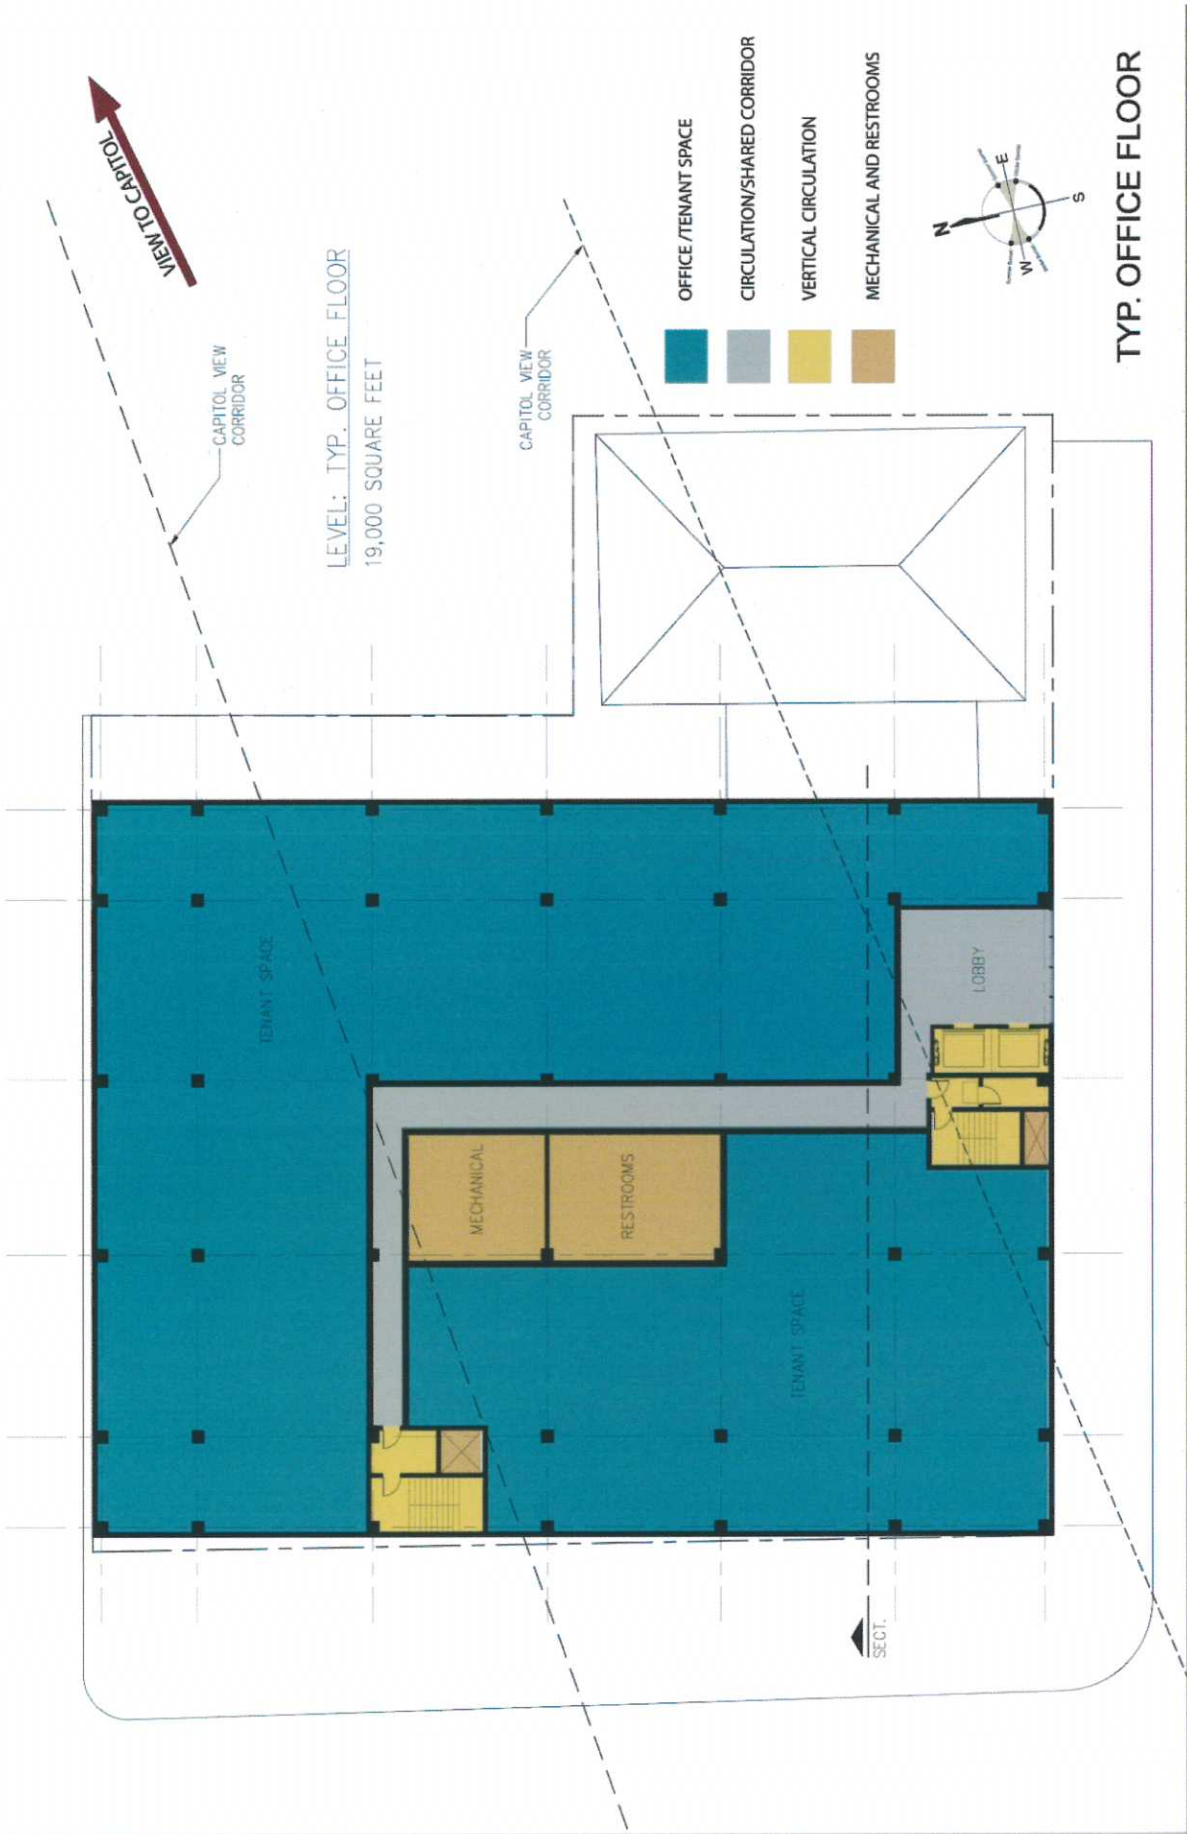 VIEW TO CAPITOL
CAPITOL VIEW
CORRIDOR
LEVEL: TYP. OFFICE FLOOR
19,000 SQUARE FEET
CAPITOL VIEW
CORRIDOR
OFFICE /TENANT SPACE
CIRCULATION/SHARED CORRIDOR
VERTICAL CIRCULATION
MECHANICAL AND RESTROOMS
N
E
S
W
TYP. OFFICE FLOOR
TENANT SPACE
MECHANICAL
RESTROOMS
TENANT SPACE
LOBBY
SECT.